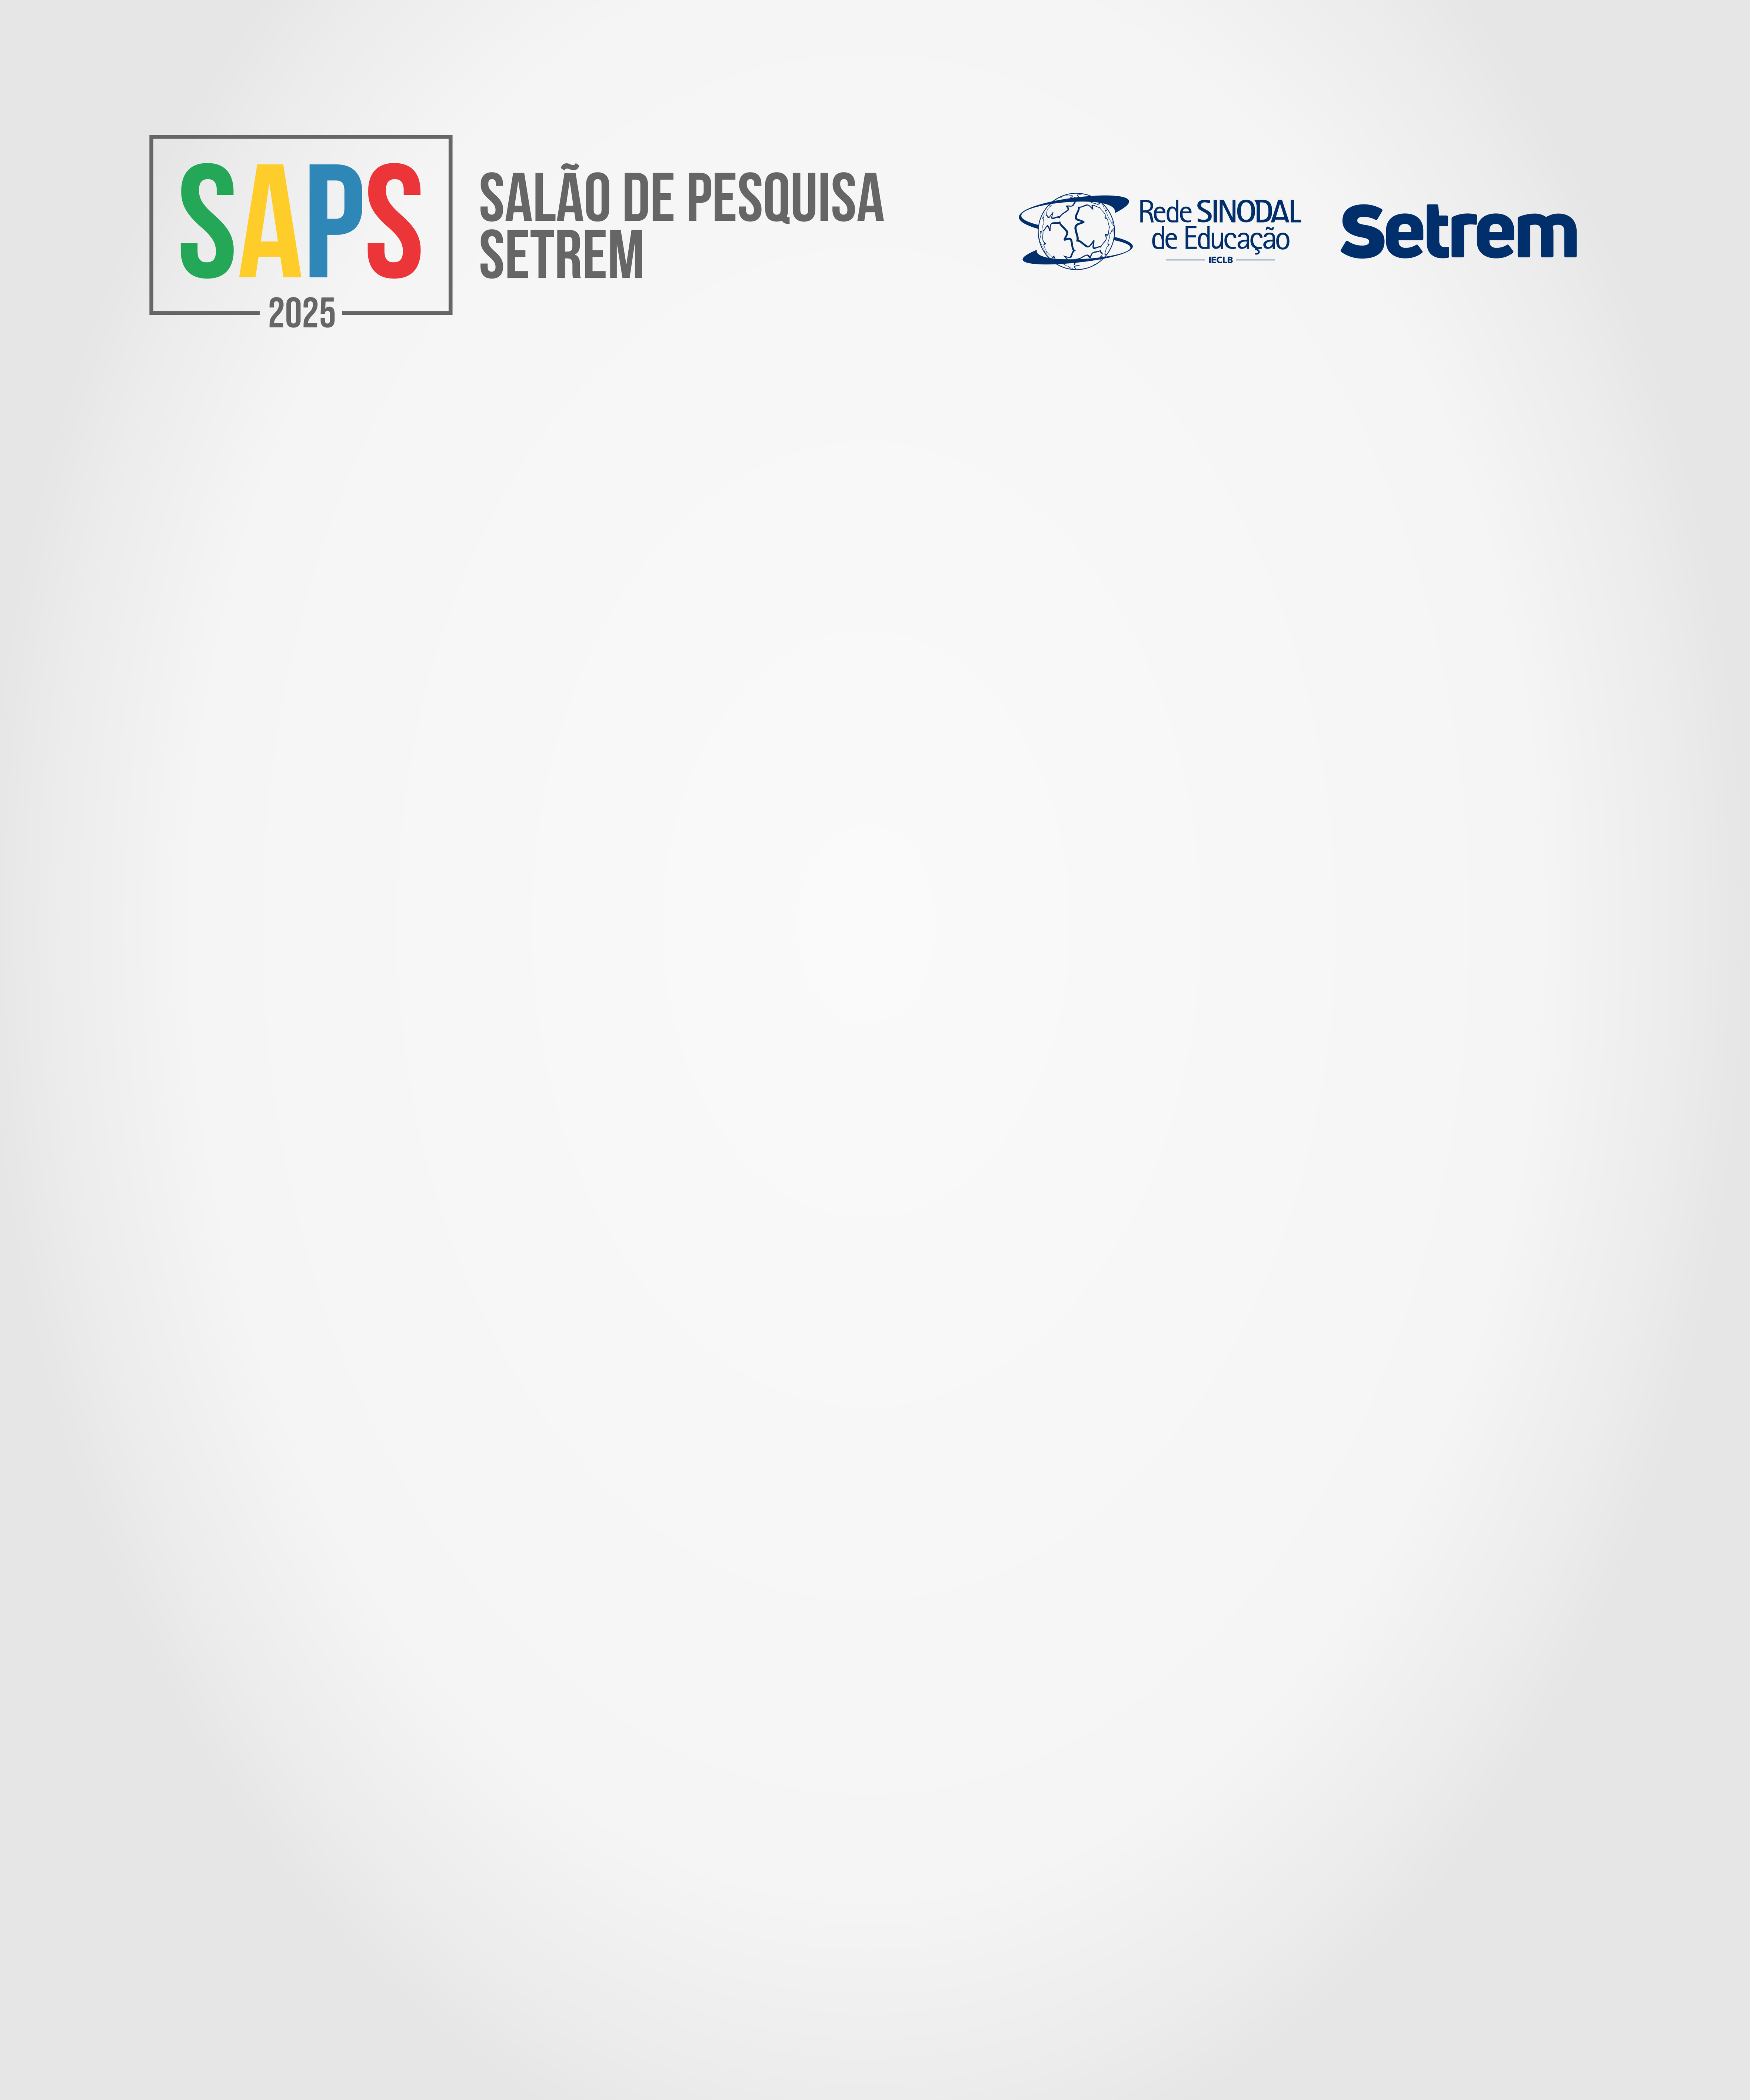 SAPS
2025
SALÃO DE PESQUISA
SETREM
Rede SINODAL
de Educação
IECLB
Setrem